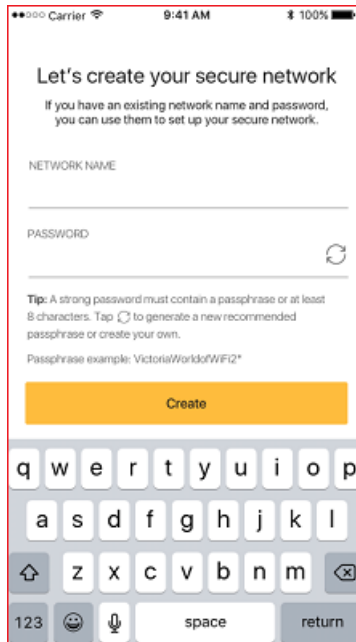 Carrier 9:41 AM 100%
Let's create your secure network
If you have an existing network name and password,
you can use them to set up your secure network.
NETWORK NAME
PASSWORD
Tip: A strong password must contain a passphrase or at least
8 characters. Tap to generate a new recommended
passphrase or create your own.
Passphrase example: VictoriaWorldofWiFi2*
Create
q w e r t y u i o p
a s d f g h j k l
z x c v b n m
123 space return